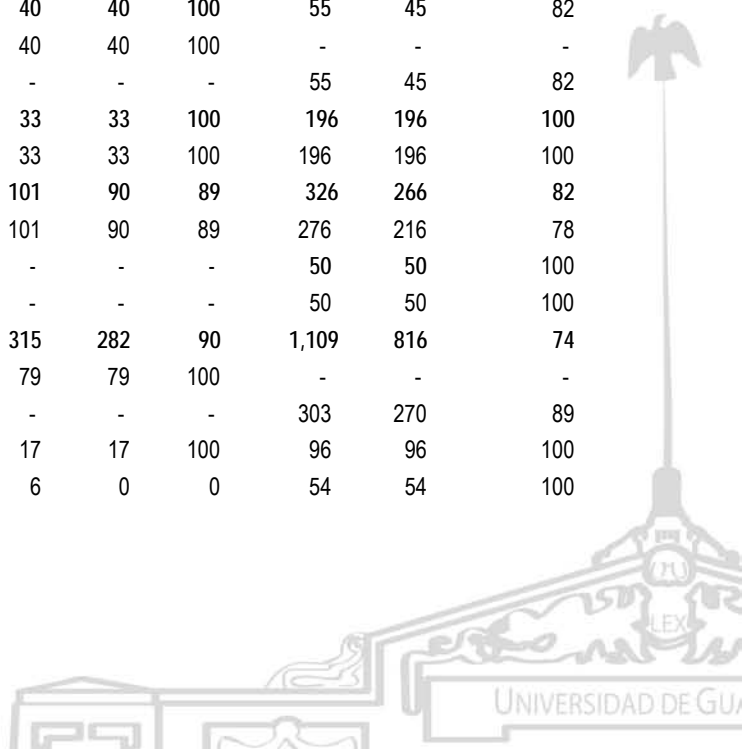 40 40 100 55 45 82
40 40 100 - - -
- - - 55 45 82
33 33 100 196 196 100
33 33 100 196 196 100
101 90 89 326 266 82
101 90 89 276 216 78
- - - 50 50 100
- - - 50 50 100
315 282 90 1,109 816 74
79 79 100 - - -
- - - 303 270 89
17 17 100 96 96 100
6 0 0 54 54 100
LEX
UNIVERSIDAD DE GUA